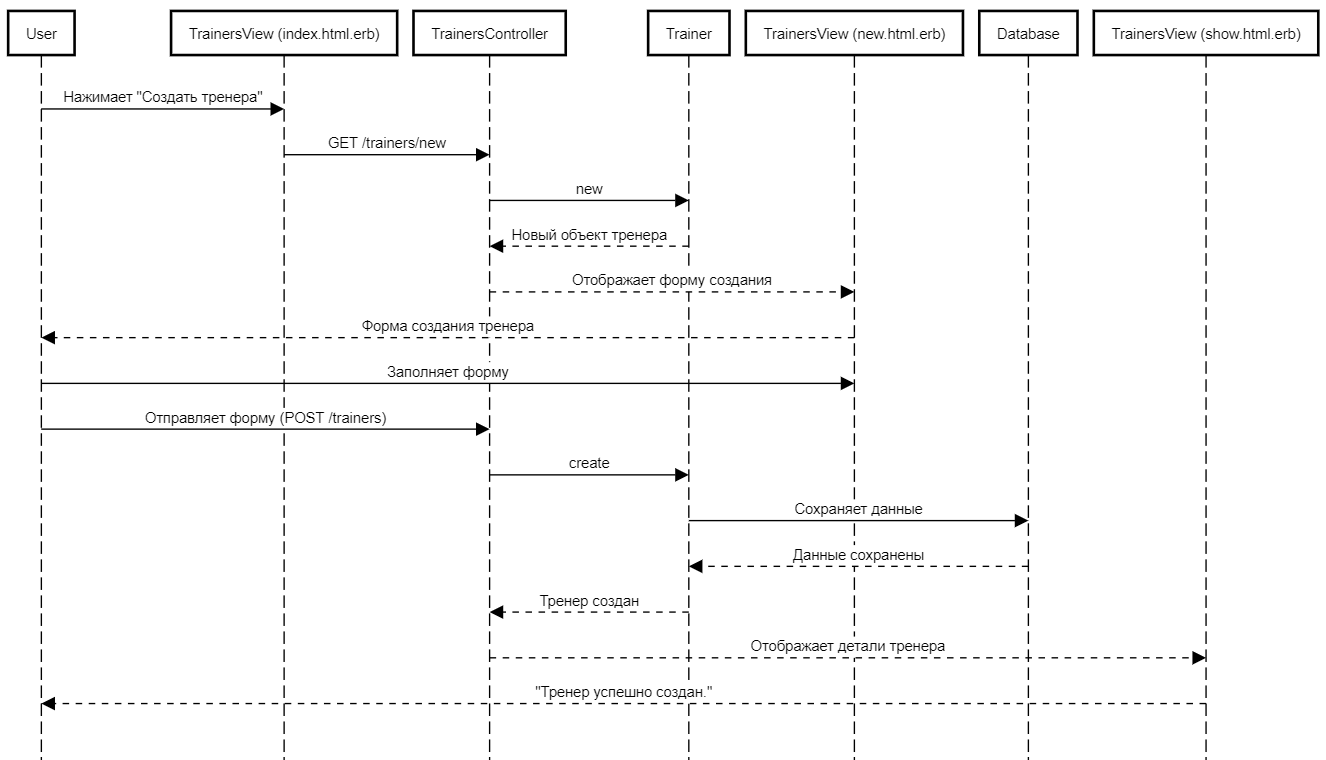 User
TrainersView (index.html.erb)
TrainersController
Trainer
TrainersView (new.html.erb)
Database
TrainersView (show.html.erb)
Нажимает "Создать тренера"
GET /trainers/new
new
Новый объект тренера
Отображает форму создания
Форма создания тренера
Заполняет форму
Отправляет форму (POST /trainers)
create
Сохраняет данные
Данные сохранены
Тренер создан
Отображает детали тренера
"Тренер успешно создан."